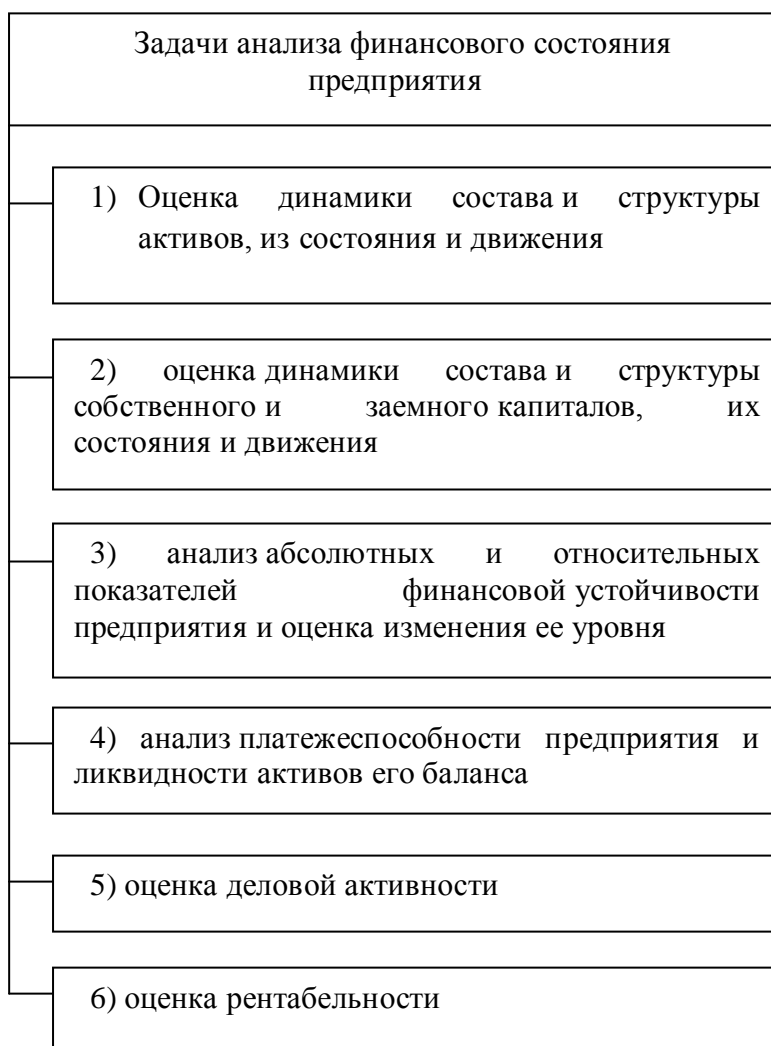 Задачи анализа финансового состояния
предприятия
1) Оценка динамики состава и структуры
активов, из состояния и движения
2) оценка динамики состава и структуры
собственного и заемного капиталов, их
состояния и движения
3) анализ абсолютных и относительных
показателей финансовой устойчивости
предприятия и оценка изменения ее уровня
4) анализ платежеспособности предприятия и
ликвидности активов его баланса
5) оценка деловой активности
6) оценка рентабельности